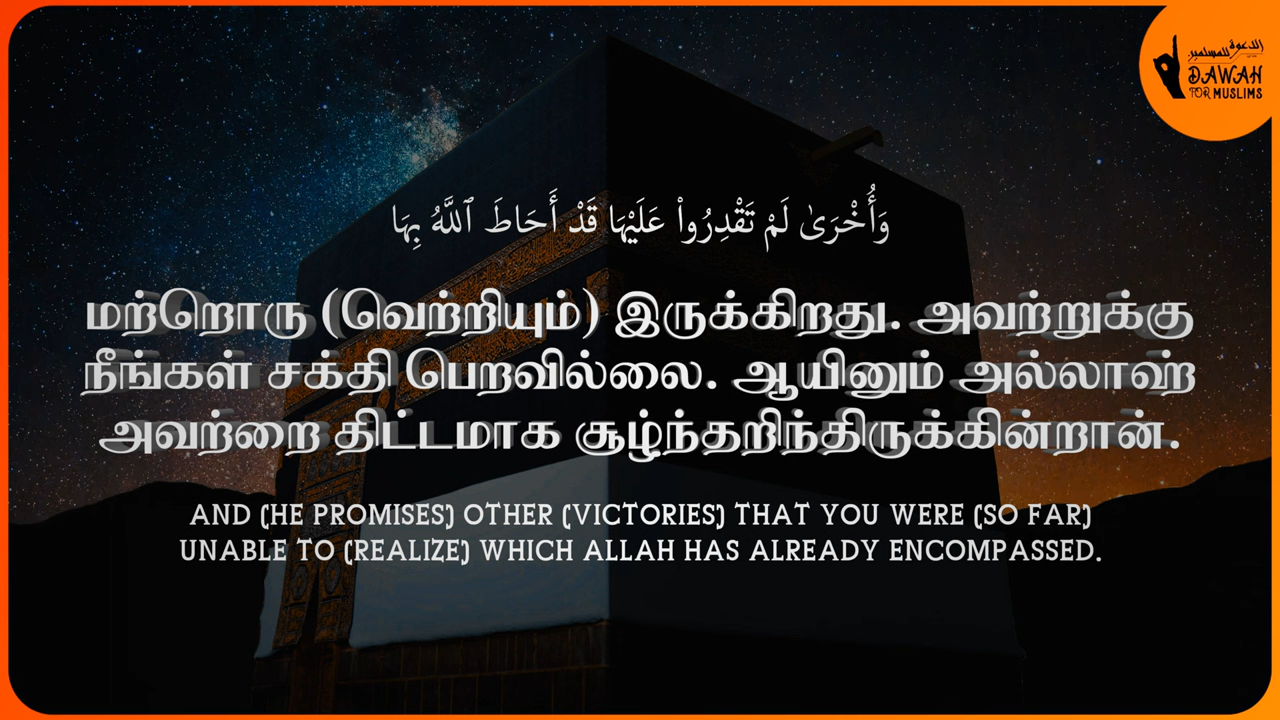 الدعوة للمسلمين
DAWAH
FOR MUSLIMS
وَأُخْرَىٰ لَمْ تَقْدِرُوا۟ عَلَيْهَا قَدْ أَحَاطَ ٱللَّهُ بِهَا
மற்றொரு (வெற்றியும்) இருக்கிறது. அவற்றுக்கு
நீங்கள் சக்தி பெறவில்லை. ஆயினும் அல்லாஹ்
அவற்றை திட்டமாக சூழ்ந்தறிந்திருக்கின்றான்.
AND (HE PROMISES) OTHER (VICTORIES) THAT YOU WERE (SO FAR)
UNABLE TO (REALIZE) WHICH ALLAH HAS ALREADY ENCOMPASSED.